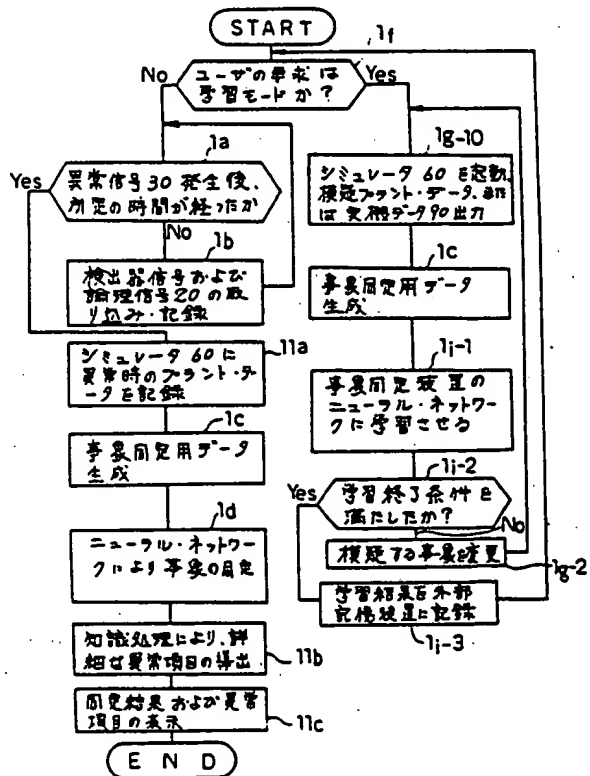 START
1f
No
ユーザの要求は
学習モードか?
Yes
1a
Yes
異常信号30発生後、
所定の時間が経ったか
No
1b
検出器信号および
論理信号20の取
り込み・記録
11a
シミュレータ60に
異常時のプラント・デー
タを記録
1c
事象同定用データ
生成
1d
ニューラル・ネットワー
クにより事象の同定
知識処理により、詳
細な異常項目の導出
11b
同定結果および異常
項目の表示
11c
END
1g-10
シミュレータ60を起動、
模擬プラント・データ、また
は実機データ90出力
1c
事象同定用データ
生成
1i-1
事象同定装置の
ニューラル・ネットワー
クに学習させる
1i-2
Yes
学習終了条件を
満たしたか?
No
模擬する事象を変更
1g-2
学習結果を外部
記憶装置に記録
1i-3